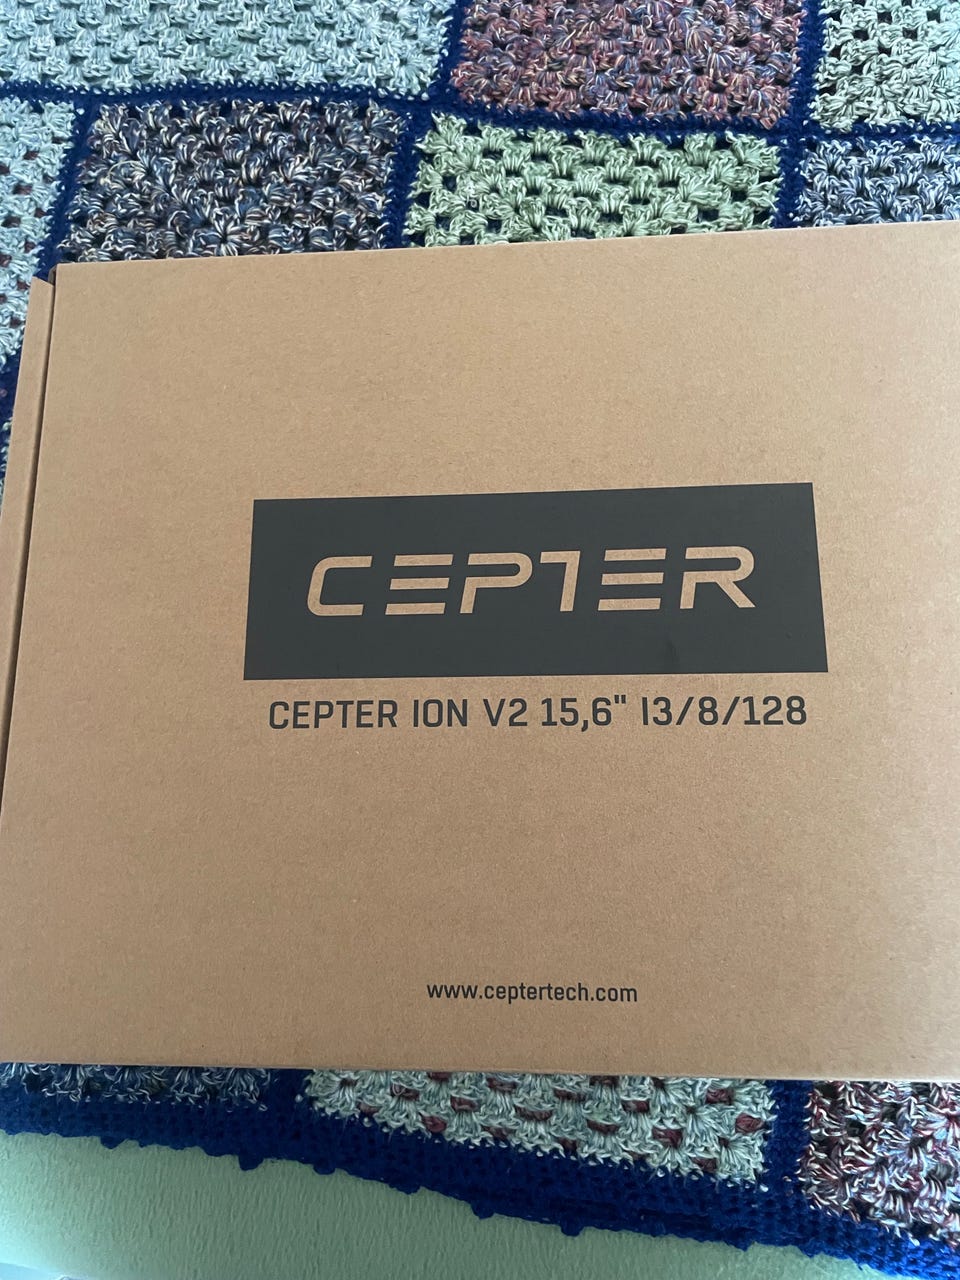 CEPTER
CEPTER ION V2 15,6" I3/8/128
www.ceptertech.com